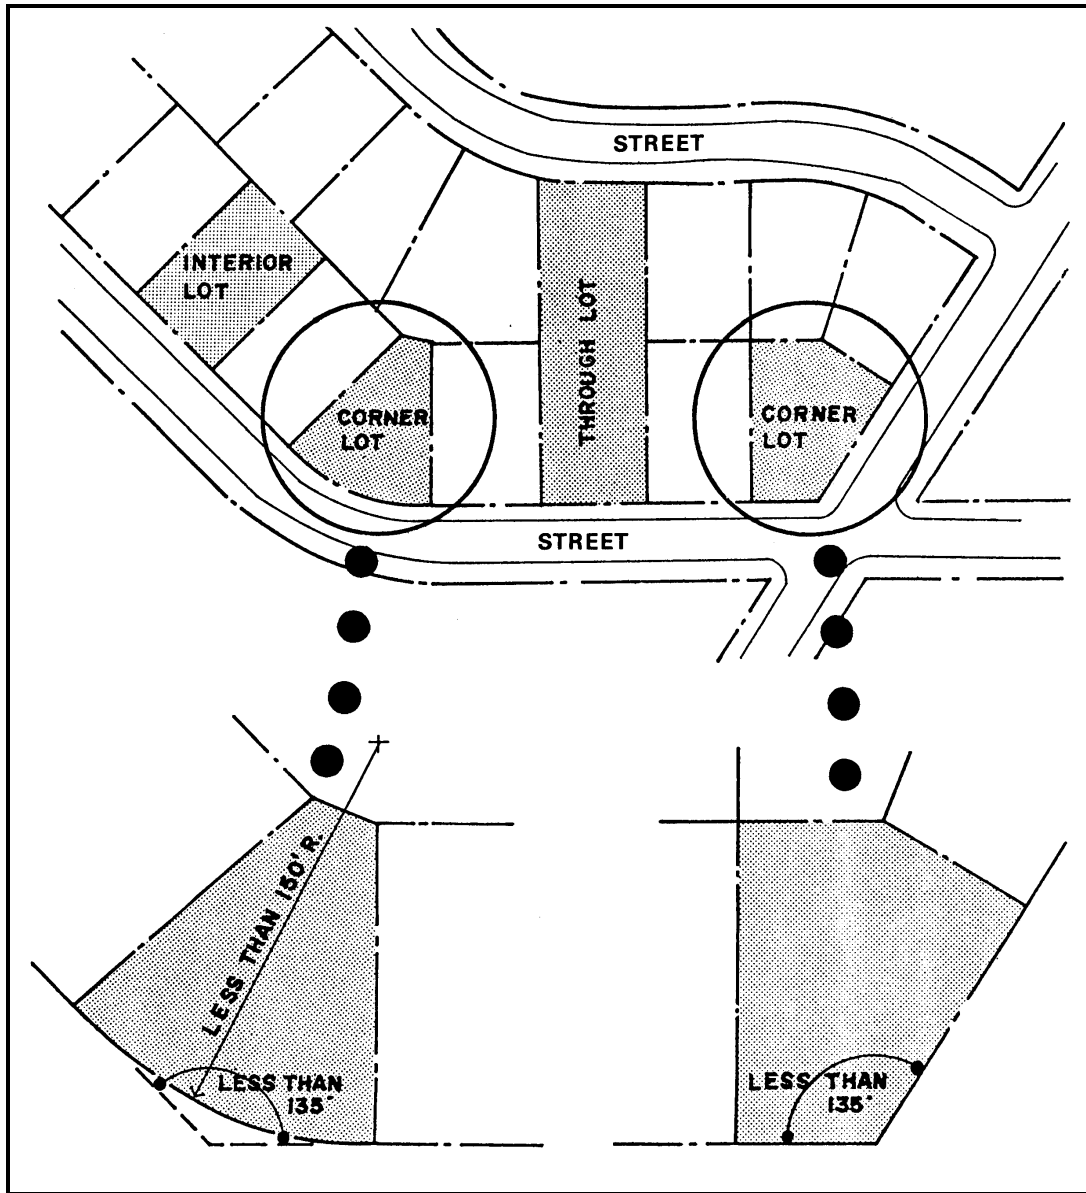 STREET
INTERIOR
LOT
THROUGH LOT
CORNER
LOT
CORNER
LOT
STREET
LESS THAN 150' R.
LESS THAN
135°
LESS THAN
135°